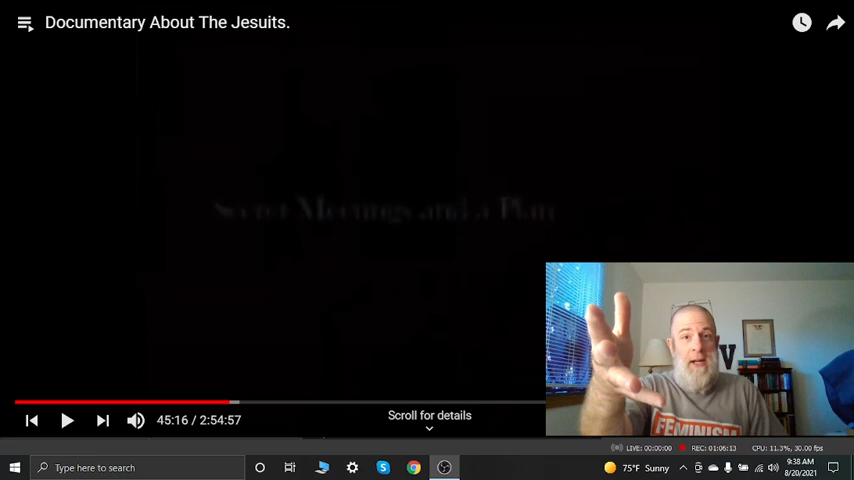 Documentary About The Jesuits.
Secret Meetings and a Plan
V
FEMINISM
45:16 / 2:54:57
Scroll for details
LIVE: 00:00:00
REC: 01:06:13
CPU: 11.3%, 30.00 fps
Type here to search
75°F Sunny
9:38 AM
8/20/2021